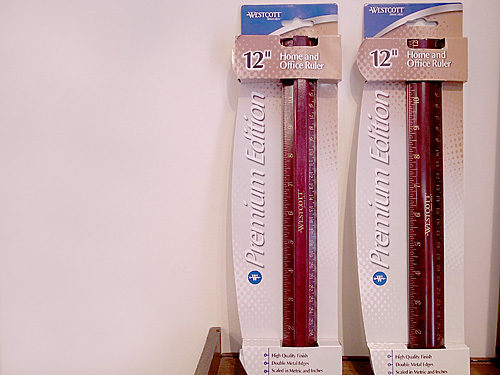 WESTCOTT
12" Home and
Office Ruler
Premium Edition
WESTCOTT
High Quality Finish
Double Metal Edges
Scaled in Metric and Inches
WESTCOTT
12" Home and
Office Ruler
Premium Edition
WESTCOTT
High Quality Finish
Double Metal Edges
Scaled in Metric and Inches